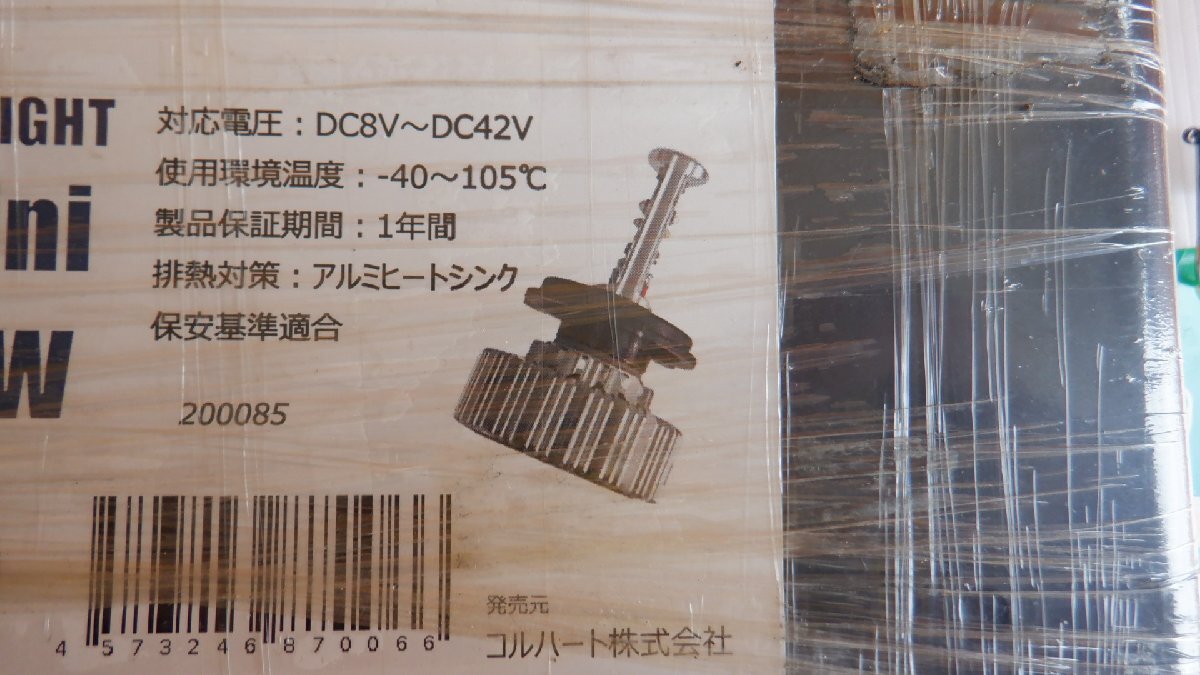 IGHT
ini
W
対応電圧：DC8V～DC42V
使用環境温度：-40～105℃
製品保証期間：1年間
排熱対策：アルミヒートシンク
保安基準適合
200085
4 573246 870066
発売元
コルハート株式会社